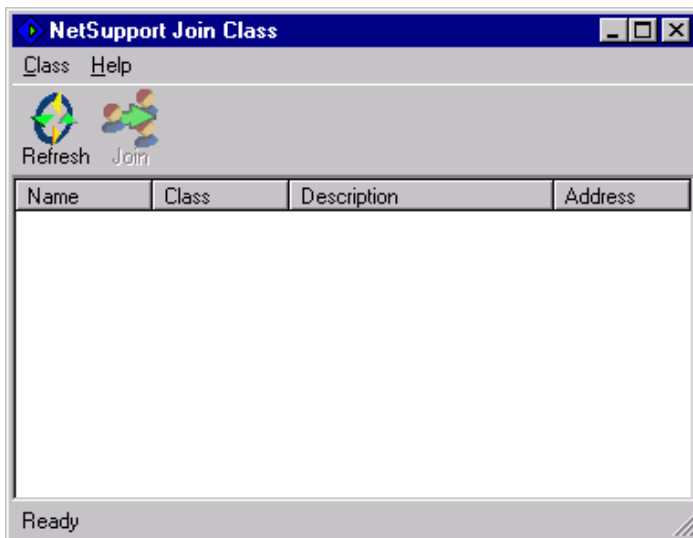 NetSupport Join Class
Class Help
Refresh Join
Name Class Description Address
Ready